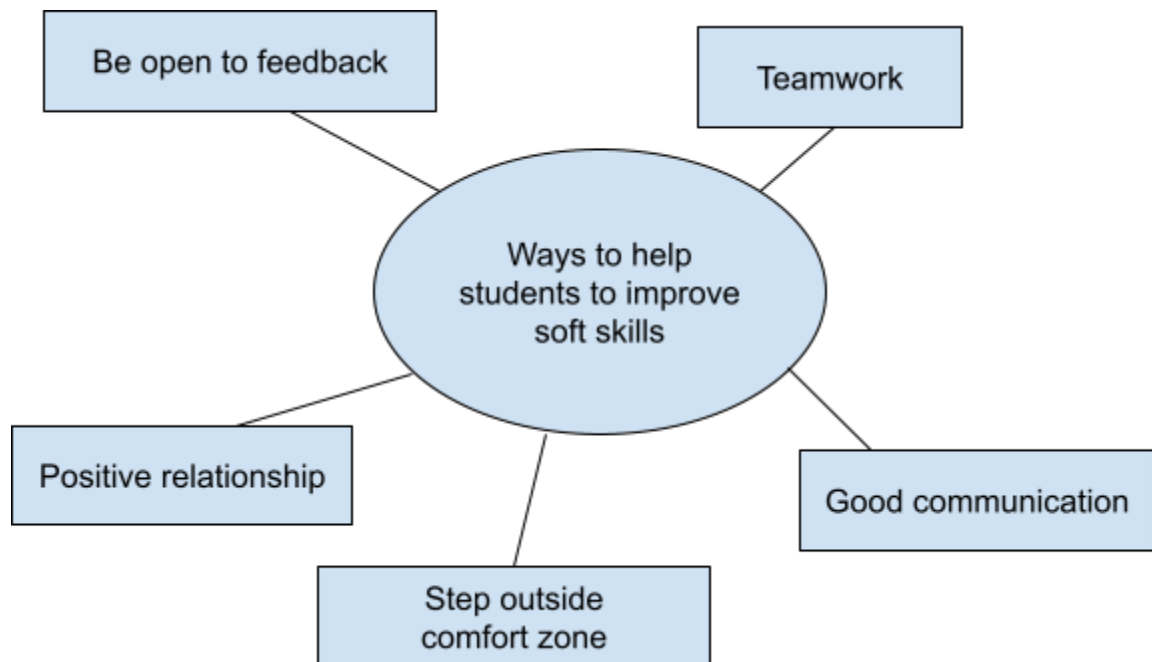 Be open to feedback
Teamwork
Ways to help
students to improve
soft skills
Positive relationship
Good communication
Step outside
comfort zone